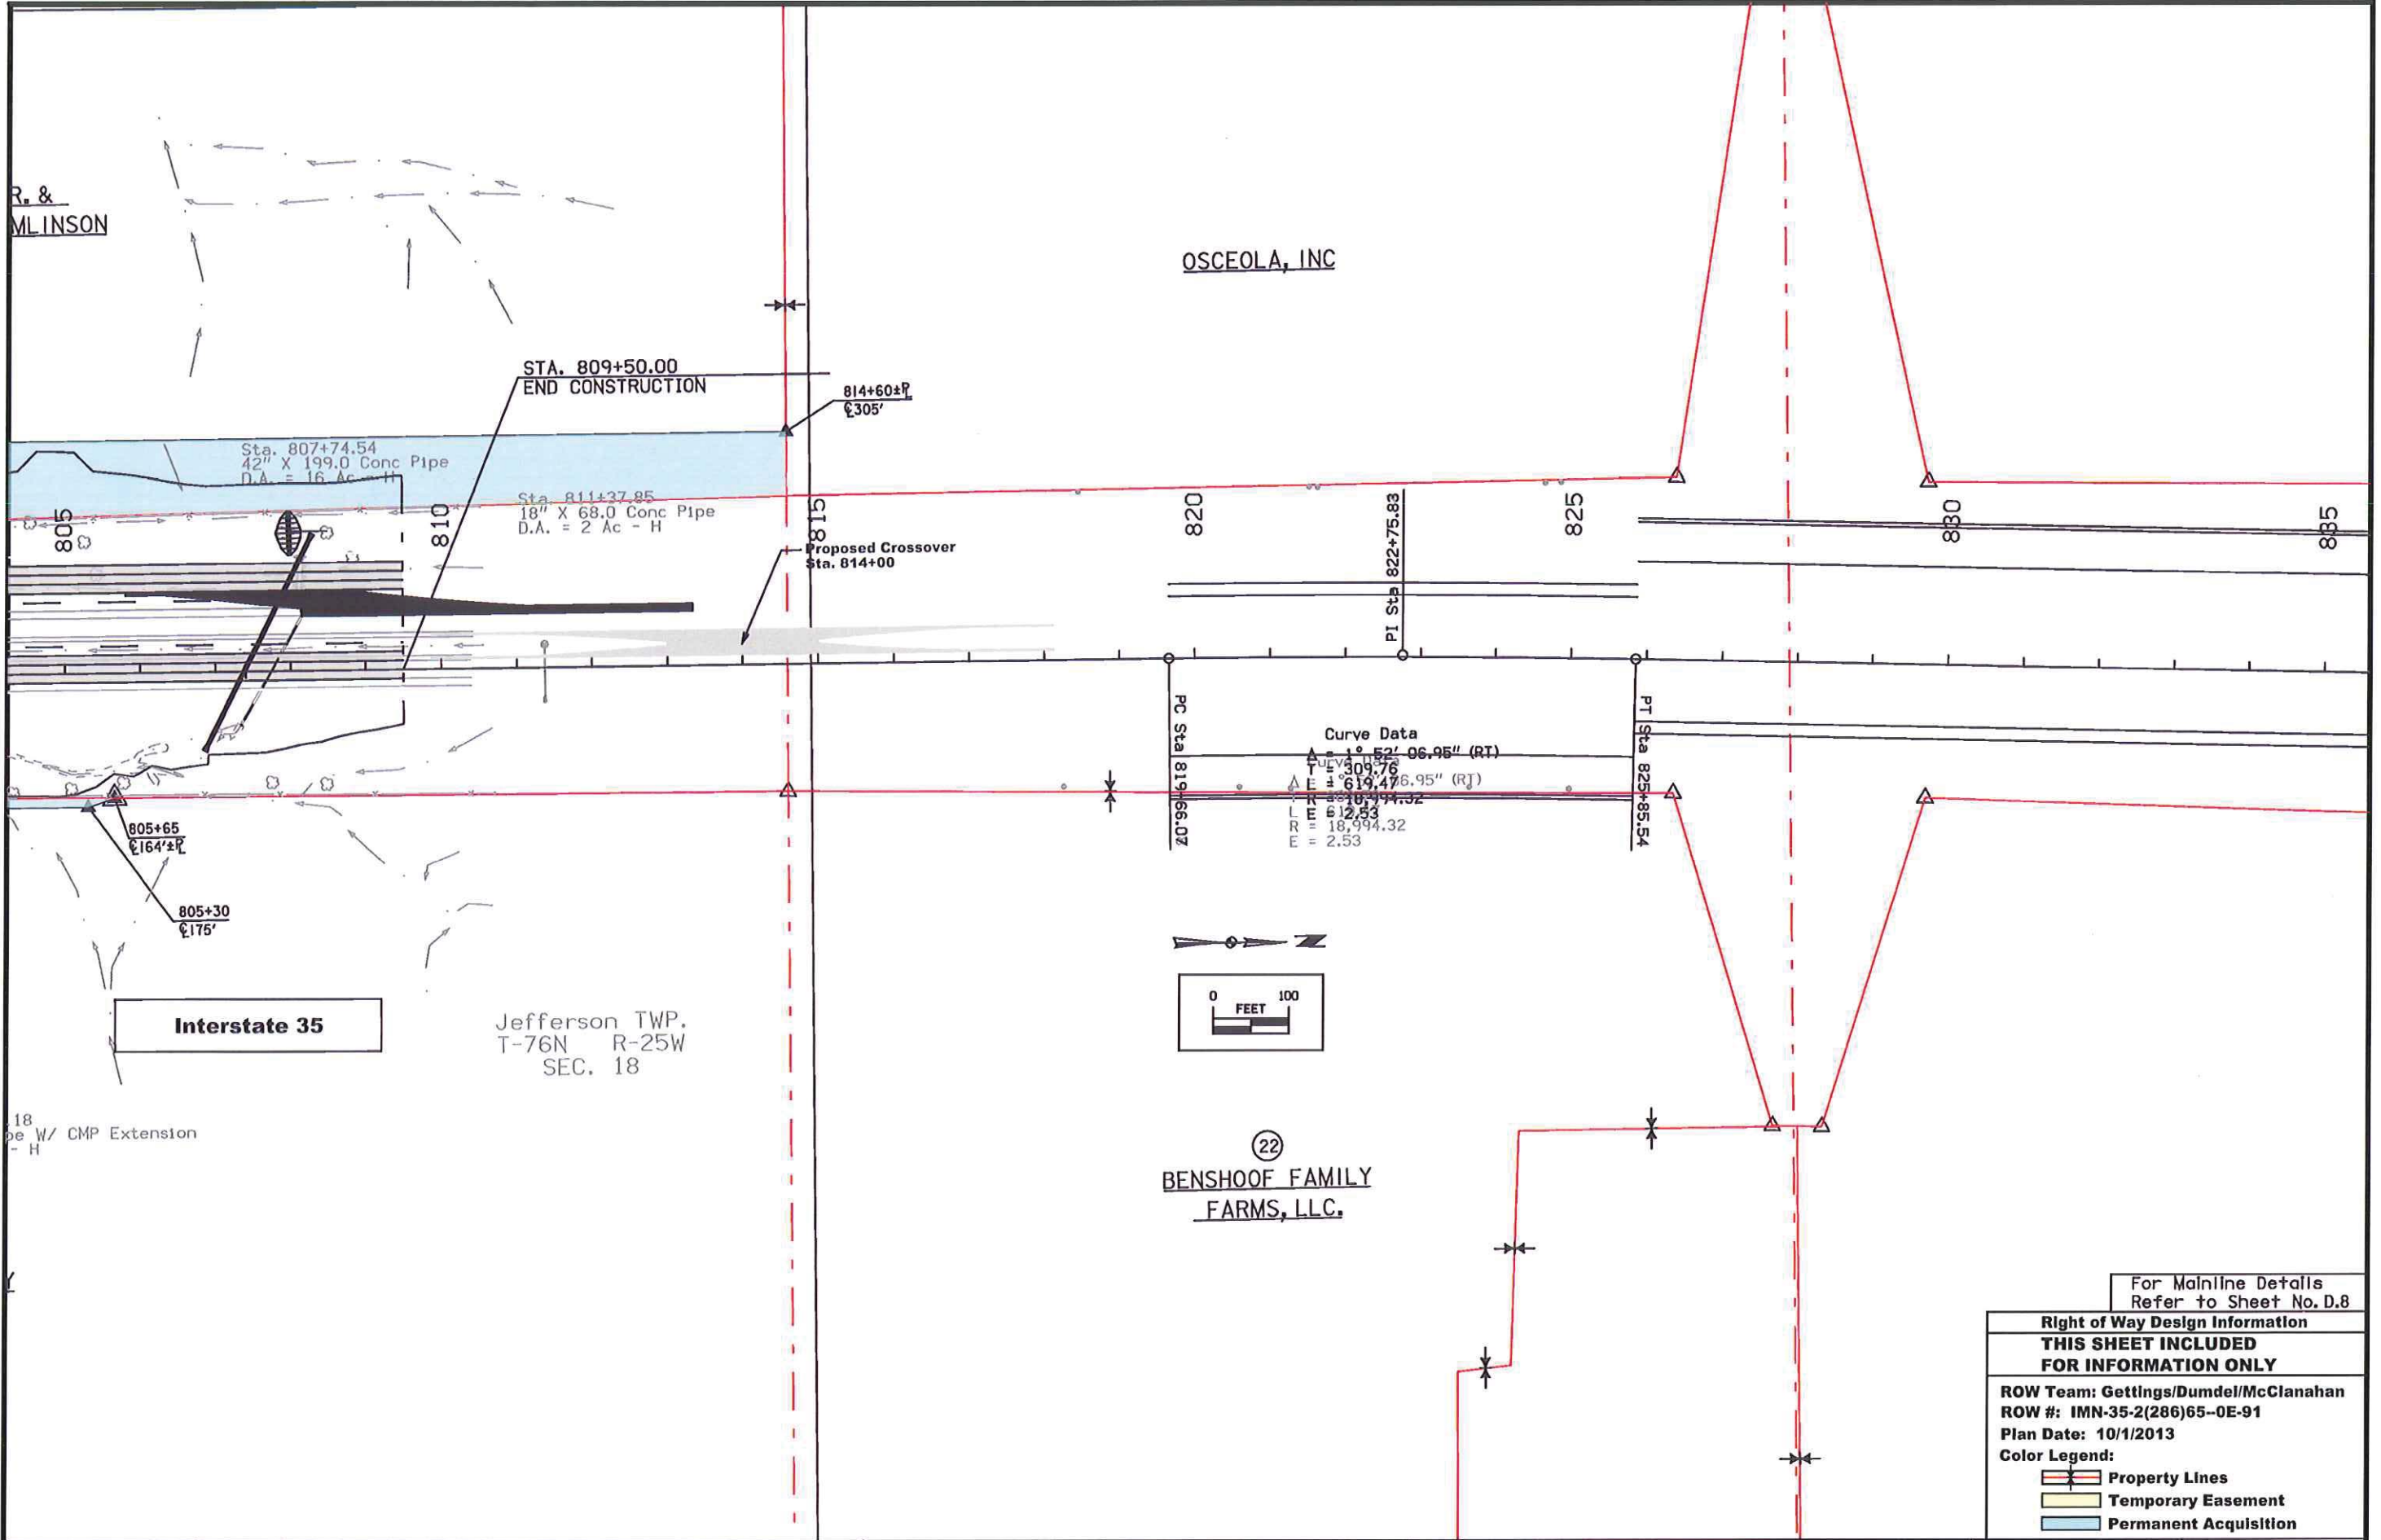 R. &
MLINSON
OSCEOLA, INC
STA. 809+50.00
END CONSTRUCTION
814+60±℄
℄305'
Sta. 807+74.54
42" X 199.0 Conc Pipe
D.A. = 16 Ac - H
Sta. 811+37.85
18" X 68.0 Conc Pipe
D.A. = 2 Ac - H
805
810
815
820
825
830
835
PI Sta 822+75.83
Proposed Crossover
Sta. 814+00
PC Sta 819+66.07
PT Sta 825+85.54
Curve Data
Δ = 1° 52' 06.95" (RT)
T = 309.76
L = 619.47
R = 18,994.32
E = 2.53
R = 18,994.32
E = 2.53
805+65
℄164'±℄
805+30
℄175'
0 100
FEET
Interstate 35
Jefferson TWP.
T-76N R-25W
SEC. 18
18
pe W/ CMP Extension
- H
22
BENSHOOF FAMILY
FARMS, LLC.
Y
For Mainline Details
Refer to Sheet No. D.8
Right of Way Design Information
THIS SHEET INCLUDED
FOR INFORMATION ONLY
ROW Team: Gettings/Dumdei/McClanahan
ROW #: IMN-35-2(286)65--0E-91
Plan Date: 10/1/2013
Color Legend:
Property Lines
Temporary Easement
Permanent Acquisition